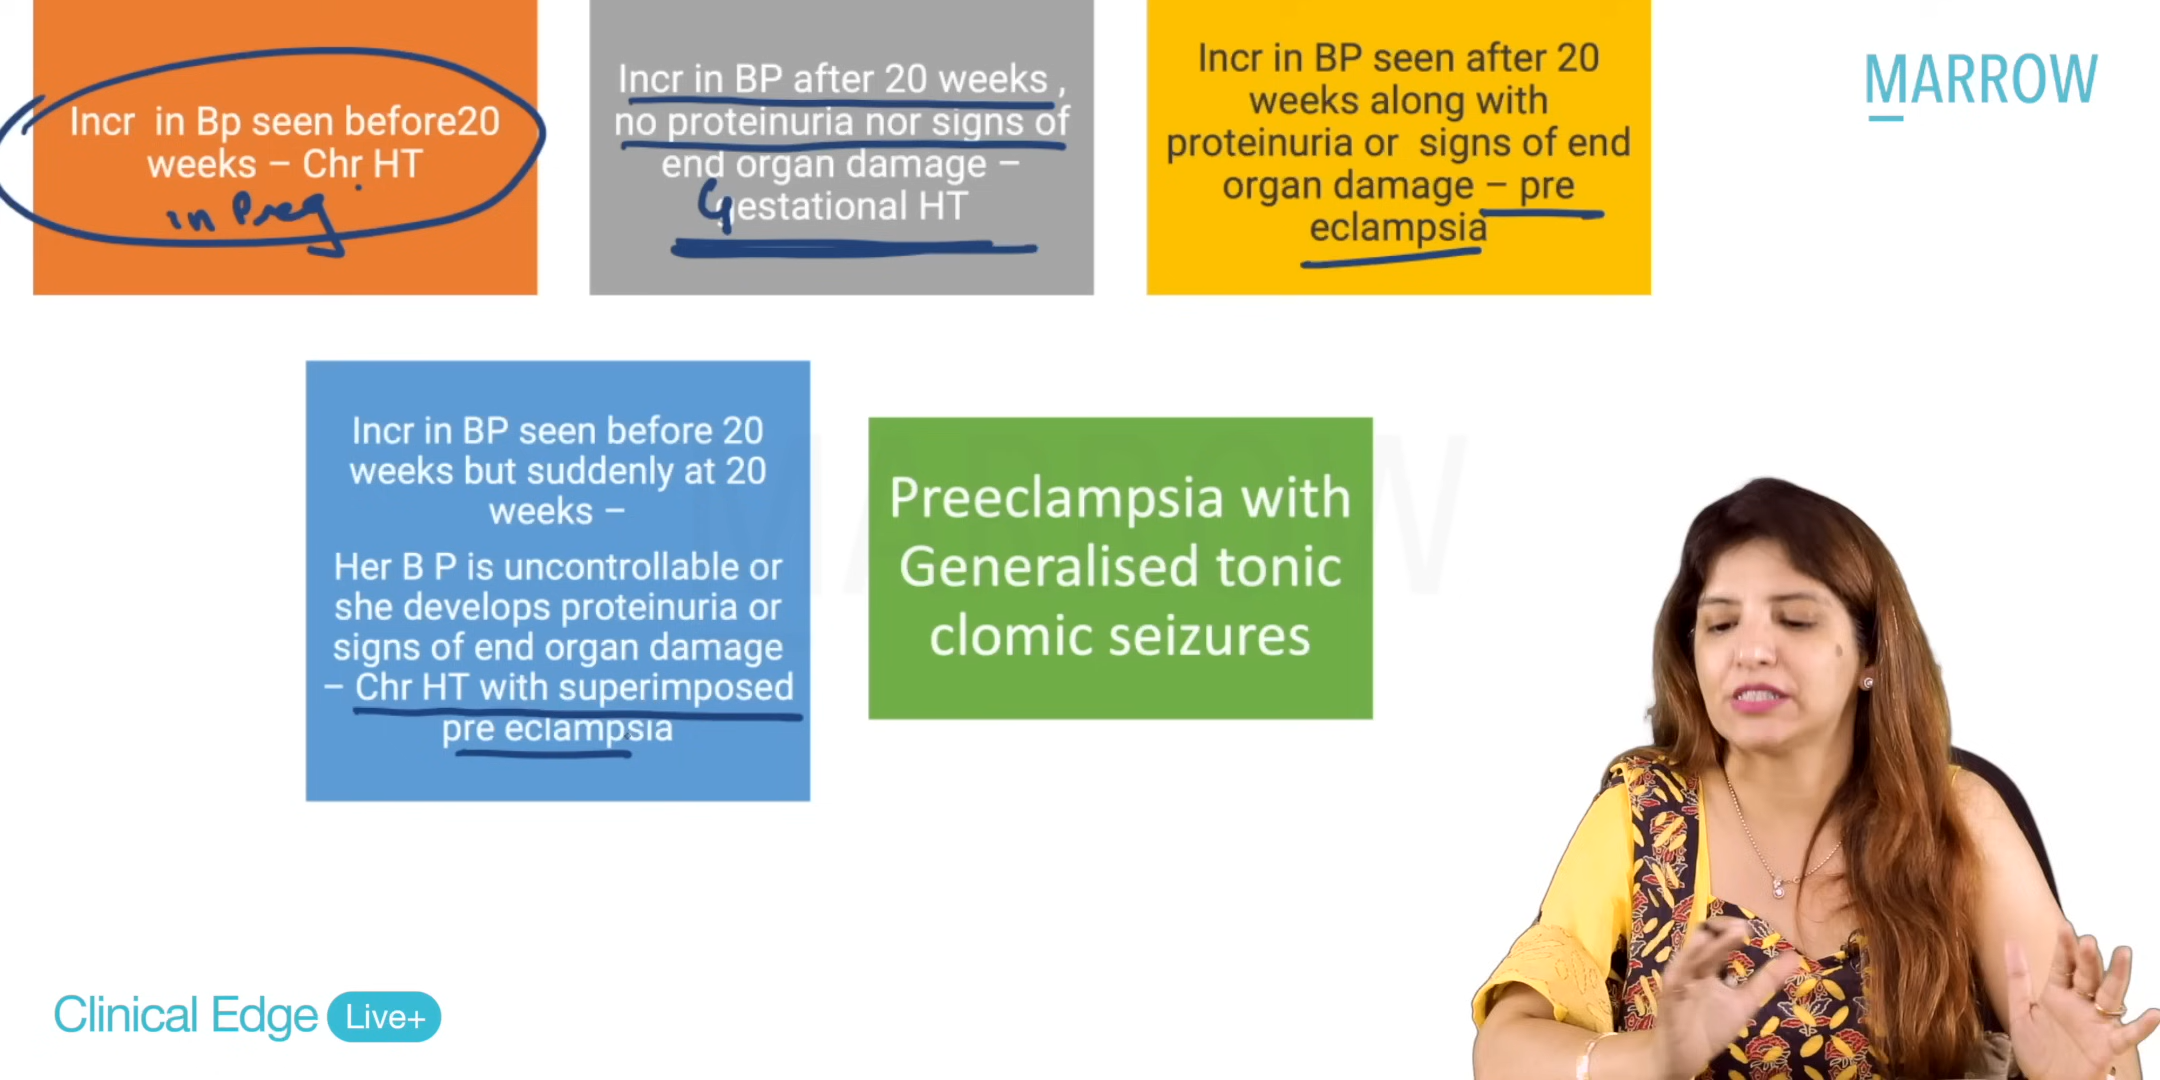 Incr in Bp seen before20
weeks – Chr HT
in Preg
Incr in BP after 20 weeks ,
no proteinuria nor signs of
end organ damage –
Gestational HT
Incr in BP seen after 20
weeks along with
proteinuria or signs of end
organ damage – pre
eclampsia
MARROW
Incr in BP seen before 20
weeks but suddenly at 20
weeks –
Her B P is uncontrollable or
she develops proteinuria or
signs of end organ damage
– Chr HT with superimposed
pre eclampsia
Preeclampsia with
Generalised tonic
clomic seizures
MARROW
Clinical Edge Live+